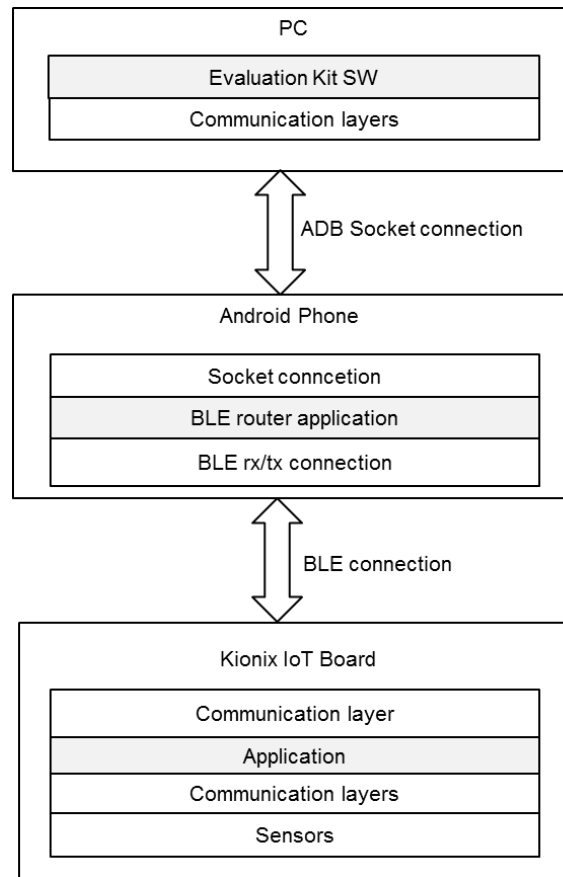 PC
Evaluation Kit SW
Communication layers
ADB Socket connection
Android Phone
Socket conncetion
BLE router application
BLE rx/tx connection
BLE connection
Kionix IoT Board
Communication layer
Application
Communication layers
Sensors